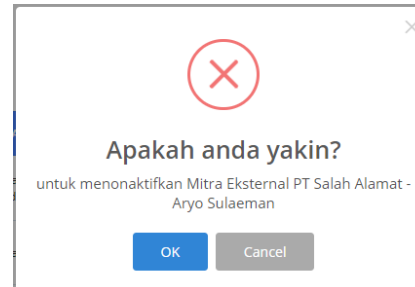 Apakah anda yakin?
untuk menonaktifkan Mitra Eksternal PT Salah Alamat -
Aryo Sulaeman
OK
Cancel